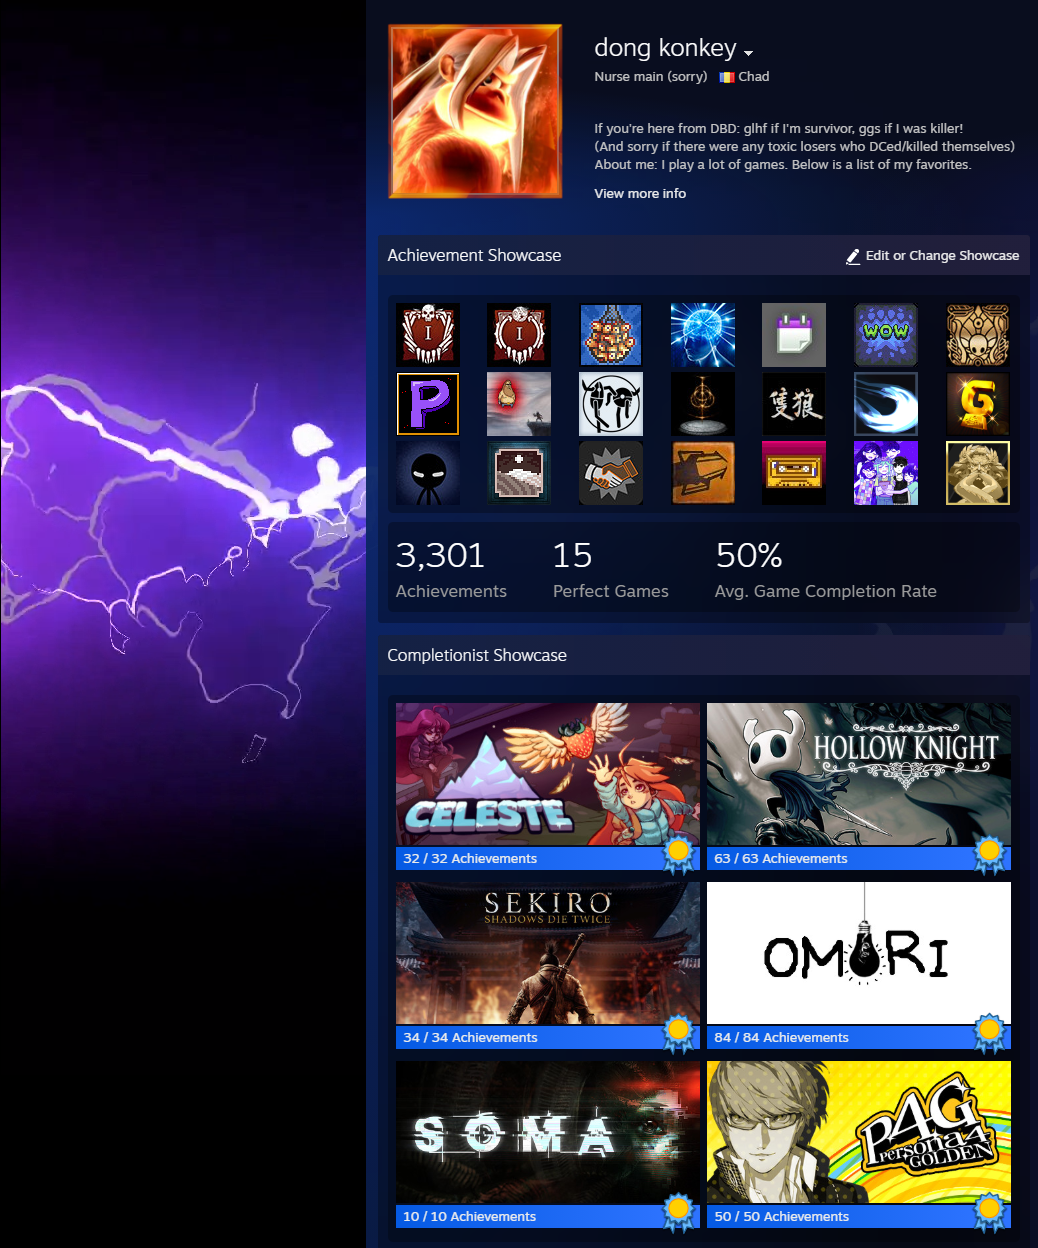 dong konkey
Nurse main (sorry) Chad
If you're here from DBD: glhf if I'm survivor, ggs if I was killer!
(And sorry if there were any toxic losers who DCed/killed themselves)
About me: I play a lot of games. Below is a list of my favorites.
View more info
Achievement Showcase
Edit or Change Showcase
I
I
WOW
P
隻狼
G
3,301
15
50%
Achievements
Perfect Games
Avg. Game Completion Rate
Completionist Showcase
CELESTE
HOLLOW KNIGHT
32 / 32 Achievements
63 / 63 Achievements
SEKIRO™
SHADOWS DIE TWICE
OMORI
34 / 34 Achievements
84 / 84 Achievements
SOMA
P4G
Persona4
GOLDEN
10 / 10 Achievements
50 / 50 Achievements